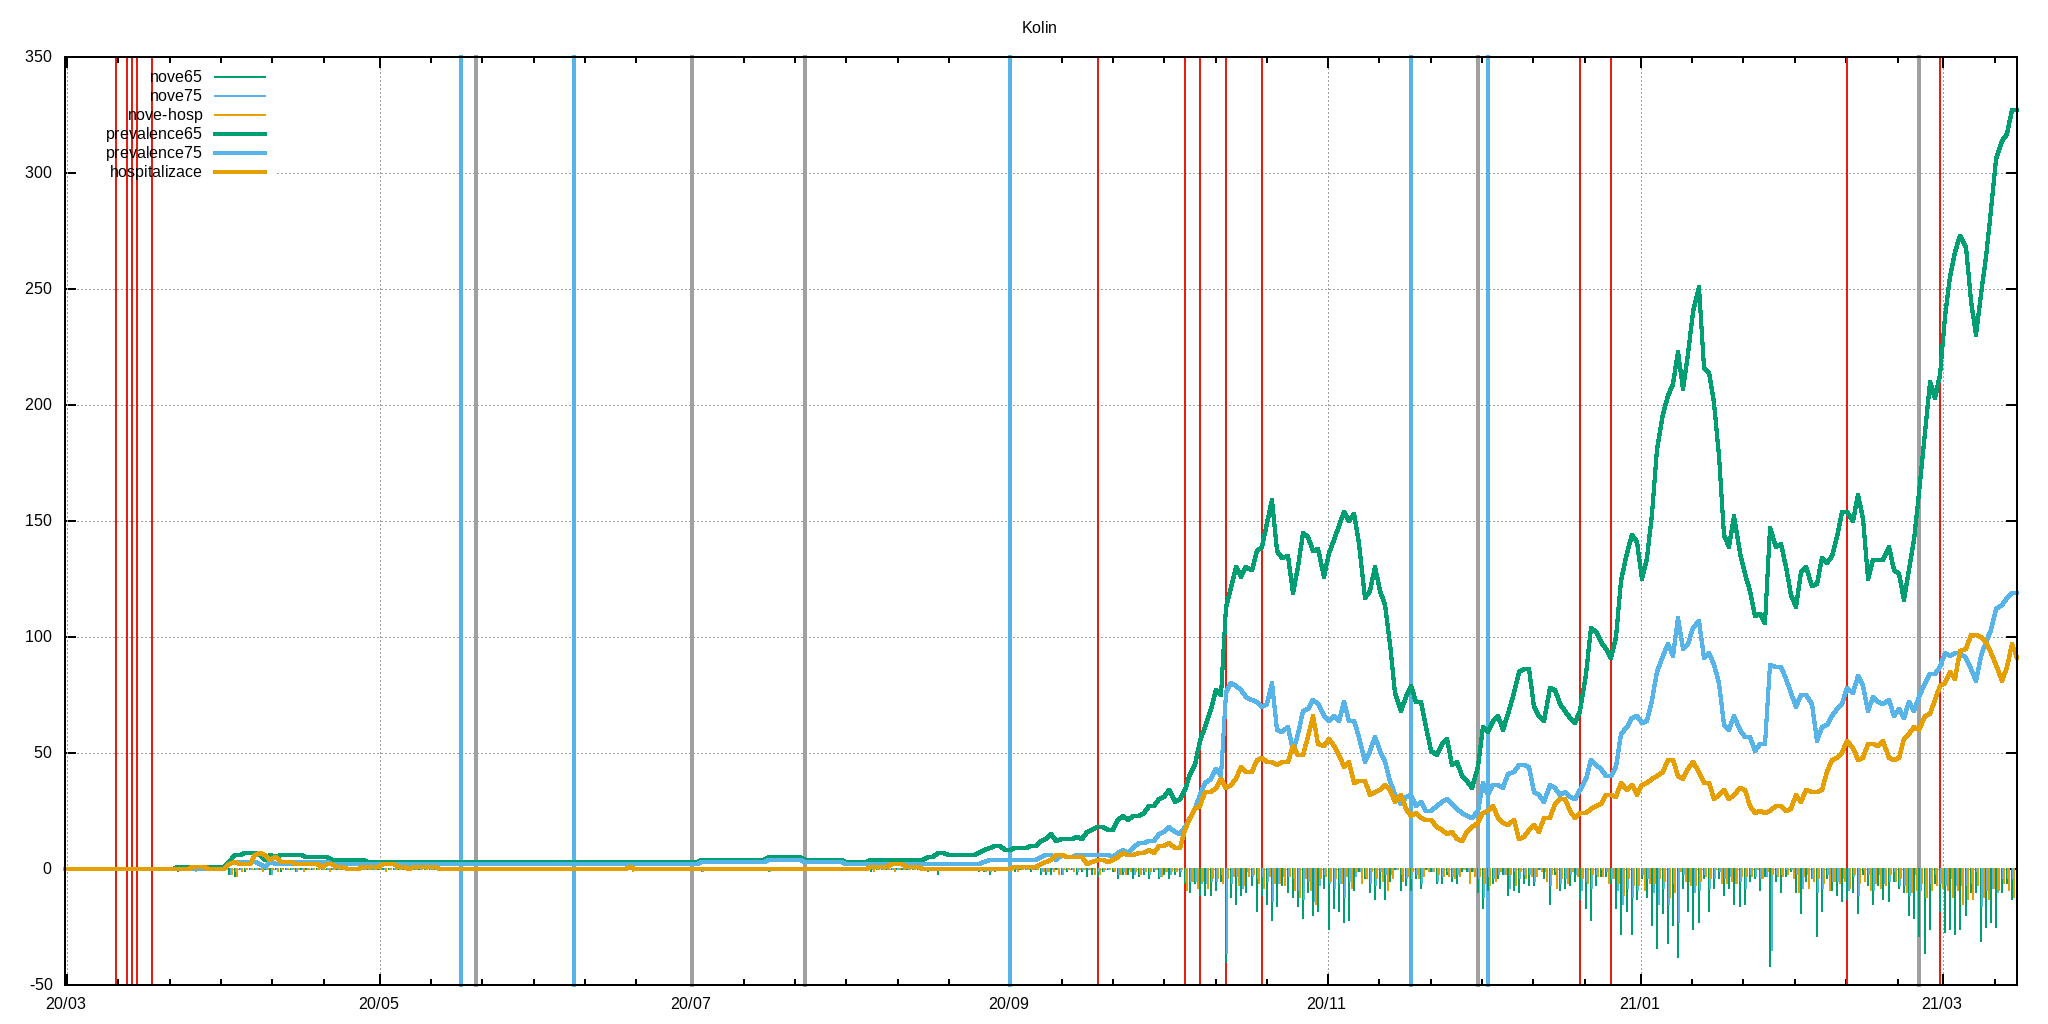 Kolin
350
300
250
200
150
100
50
0
-50
nove65
nove75
nove-hosp
prevalence65
prevalence75
hospitalizace
20/03 20/05 20/07 20/09 20/11 21/01 21/03